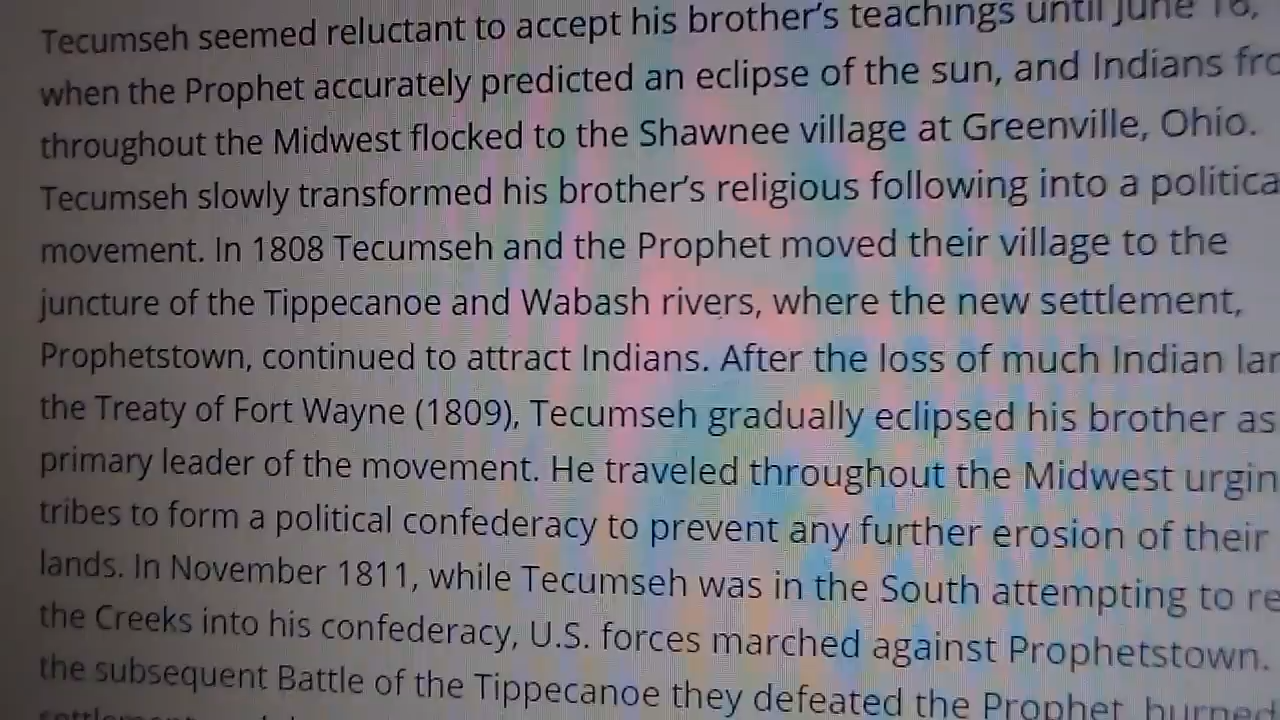 Tecumseh seemed reluctant to accept his brother's teachings until June 16,
when the Prophet accurately predicted an eclipse of the sun, and Indians
throughout the Midwest flocked to the Shawnee village at Greenville, Ohio.
Tecumseh slowly transformed his brother's religious following into a politica
movement. In 1808 Tecumseh and the Prophet moved their village to the
juncture of the Tippecanoe and Wabash rivers, where the new settlement,
Prophetstown, continued to attract Indians. After the loss of much Indian
the Treaty of Fort Wayne (1809), Tecumseh gradually eclipsed his brother as
primary leader of the movement. He traveled throughout the Midwest urgin
tribes to form a political confederacy to prevent any further erosion of their
lands. In November 1811, while Tecumseh was in the South attempting to
the Creeks into his confederacy, U.S. forces marched against Prophetstown.
the subsequent Battle of the Tippecanoe they defeated the Prophet, burned